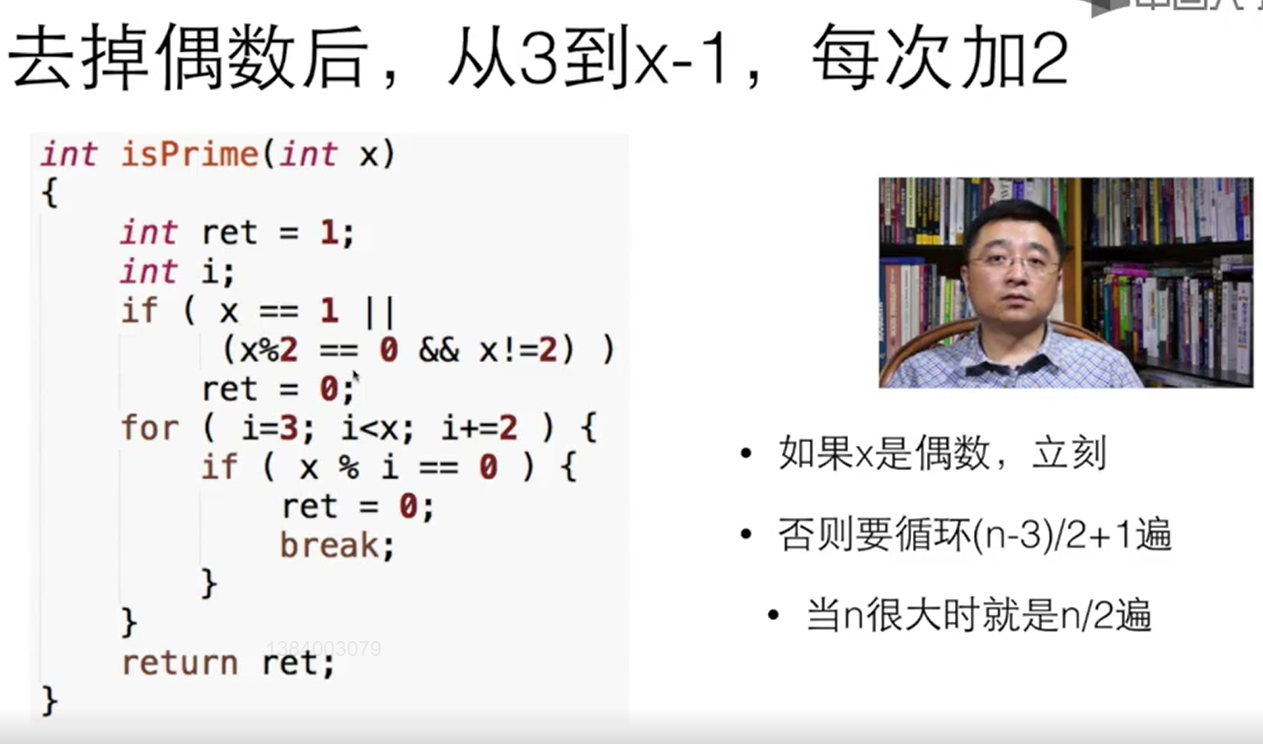 去掉偶数后，从3到x-1，每次加2
int isPrime(int x)
{
int ret = 1;
int i;
if ( x == 1 ||
(x%2 == 0 && x!=2) )
ret = 0;
for ( i=3; i<x; i+=2 ) {
if ( x % i == 0 ) {
ret = 0;
break;
}
}
return ret;
}
1384003079
• 如果x是偶数，立刻
• 否则要循环(n-3)/2+1遍
• 当n很大时就是n/2遍